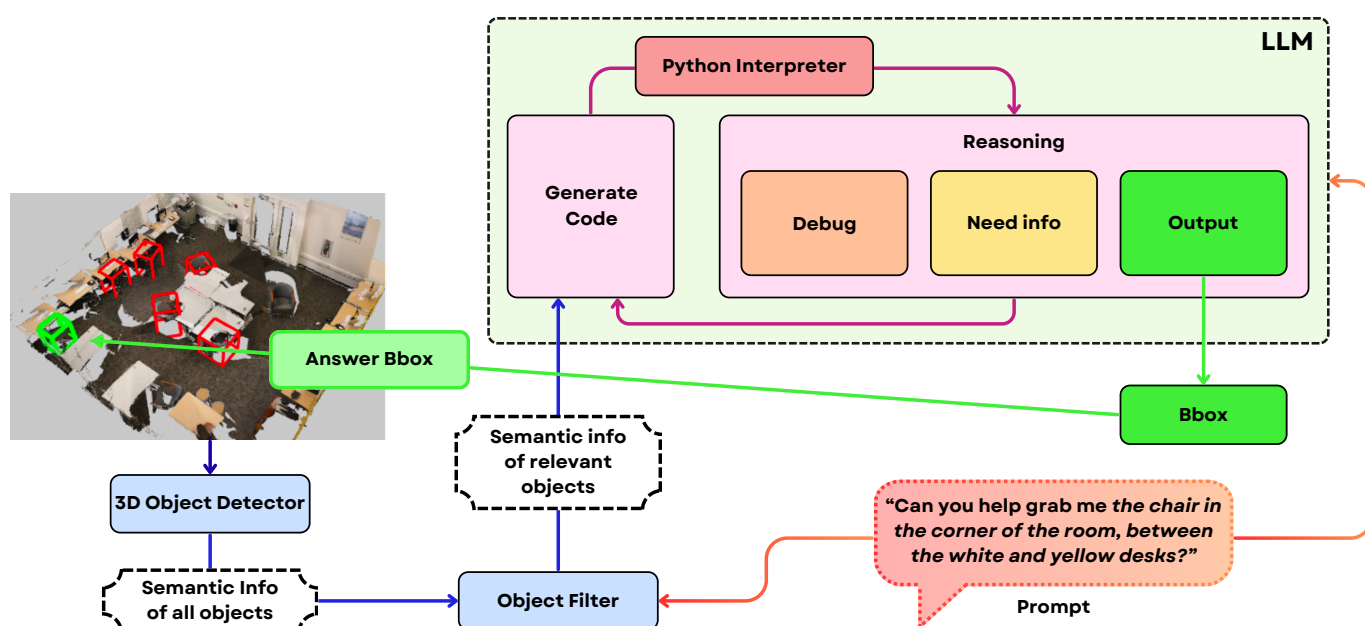 LLM
Python Interpreter
Reasoning
Generate
Code
Debug
Need info
Output
Answer Bbox
Bbox
Semantic info
of relevant
objects
3D Object Detector
“Can you help grab me the chair in
the corner of the room, between
the white and yellow desks?”
Semantic Info
of all objects
Object Filter
Prompt